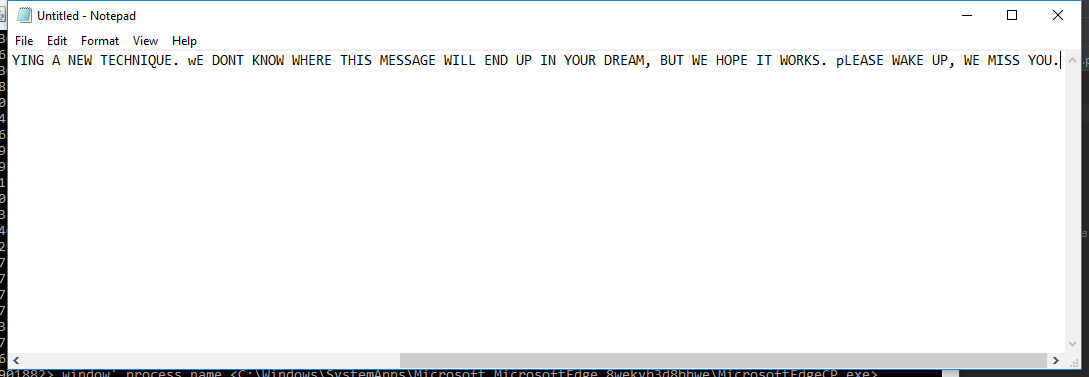 Untitled - Notepad
File Edit Format View Help
YING A NEW TECHNIQUE. wE DONT KNOW WHERE THIS MESSAGE WILL END UP IN YOUR DREAM, BUT WE HOPE IT WORKS. pLEASE WAKE UP, WE MISS YOU.
001882> window' process name <C:\Windows\SystemApps\Microsoft.MicrosoftEdge_8wekyb3d8bbwe\MicrosoftEdgeCP.exe>